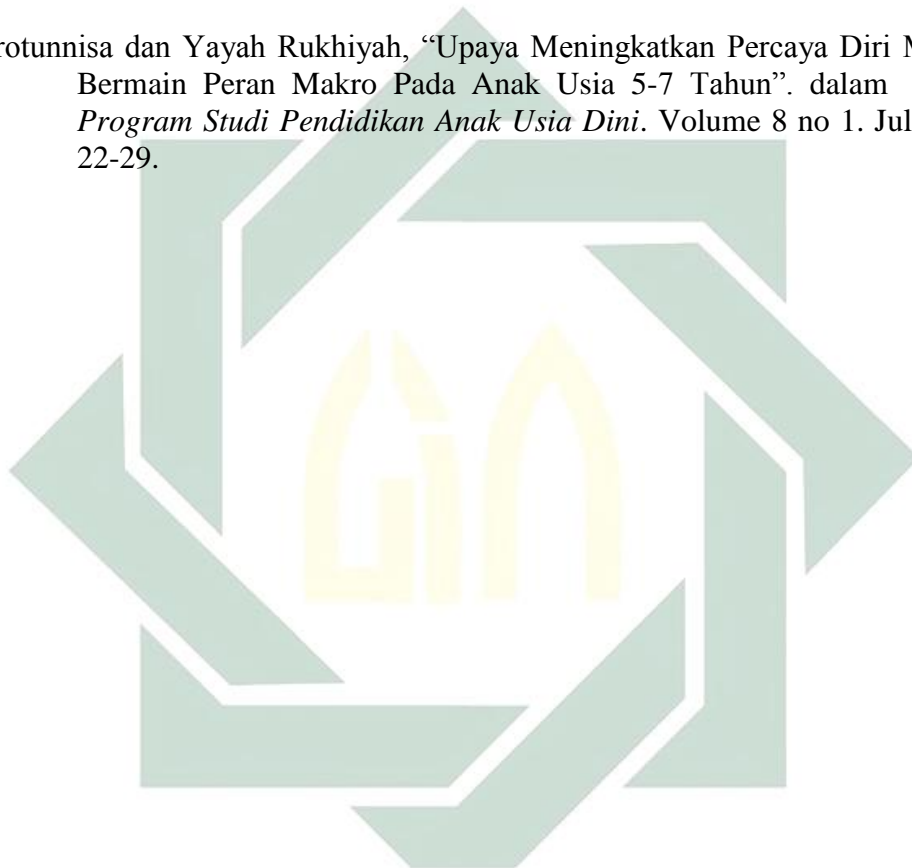 rotunnisa dan Yayah Rukhiyah, “Upaya Meningkatkan Percaya Diri
Bermain Peran Makro Pada Anak Usia 5-7 Tahun”. dalam
Program Studi Pendidikan Anak Usia Dini. Volume 8 no 1.
22-29.